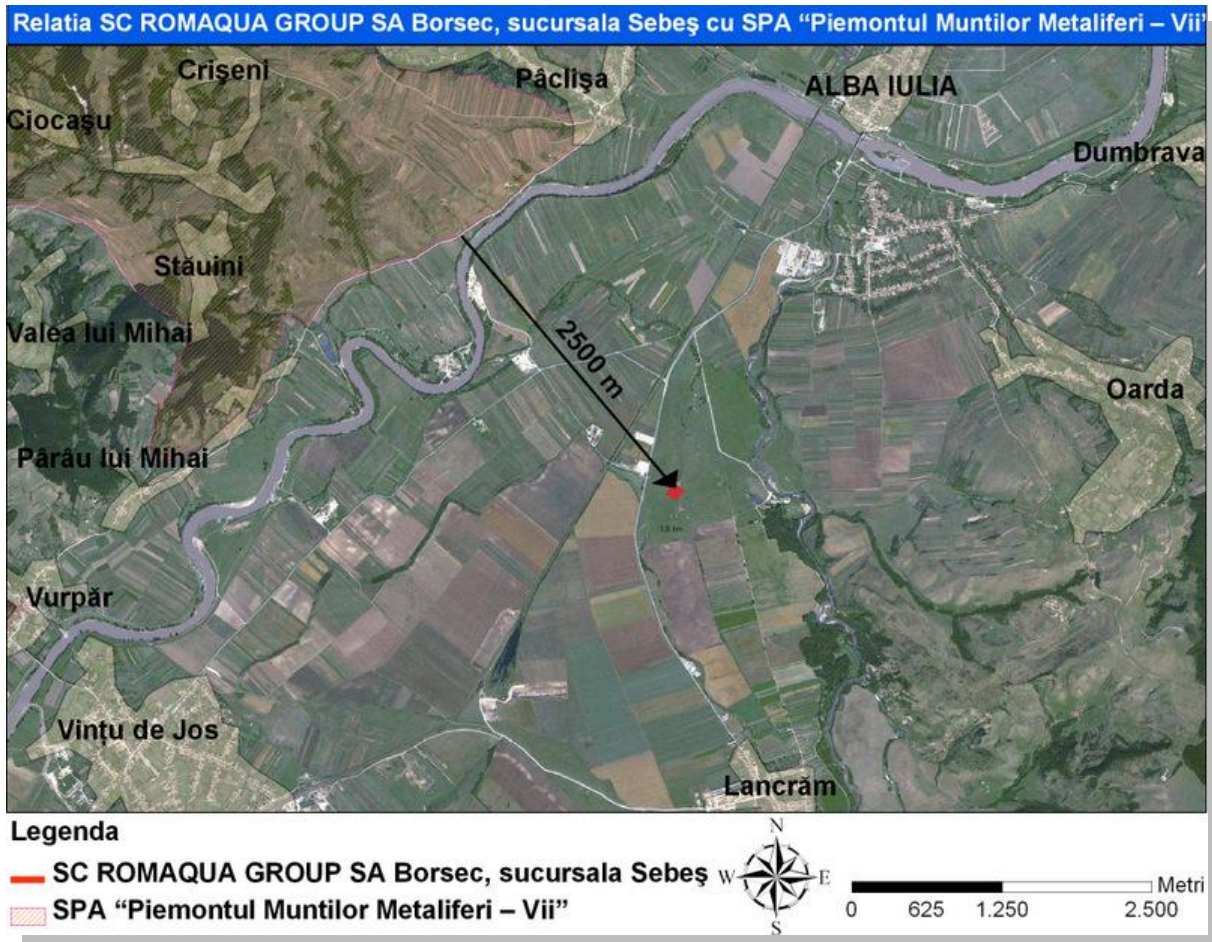 Relatia SC ROMAQUA GROUP SA Borsec, sucursala Sebeş cu SPA “Piemontul Muntilor Metaliferi – Vii”
Crişeni
Pâclişa
ALBA IULIA
Ciocaşu
Dumbrava
Stăuini
Valea lui Mihai
2500 m
Oarda
Pârâu lui Mihai
Vurpăr
Vinţu de Jos
Lancrăm
Legenda
SC ROMAQUA GROUP SA Borsec, sucursala Sebeş
SPA “Piemontul Muntilor Metaliferi – Vii”
N
W E
S
Metri
0 625 1.250 2.500